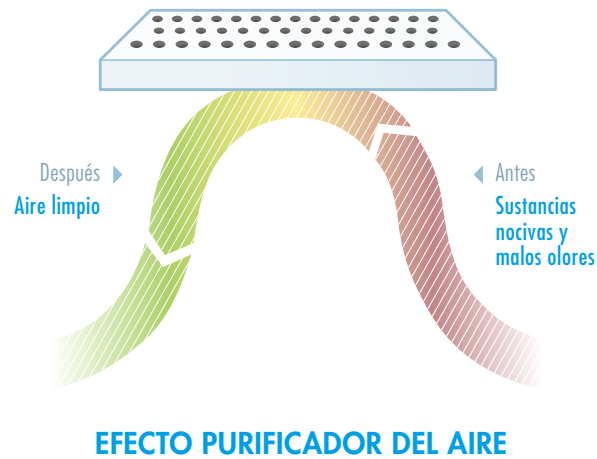 Después
Aire limpio
Antes
Sustancias
nocivas y
malos olores
EFECTO PURIFICADOR DEL AIRE